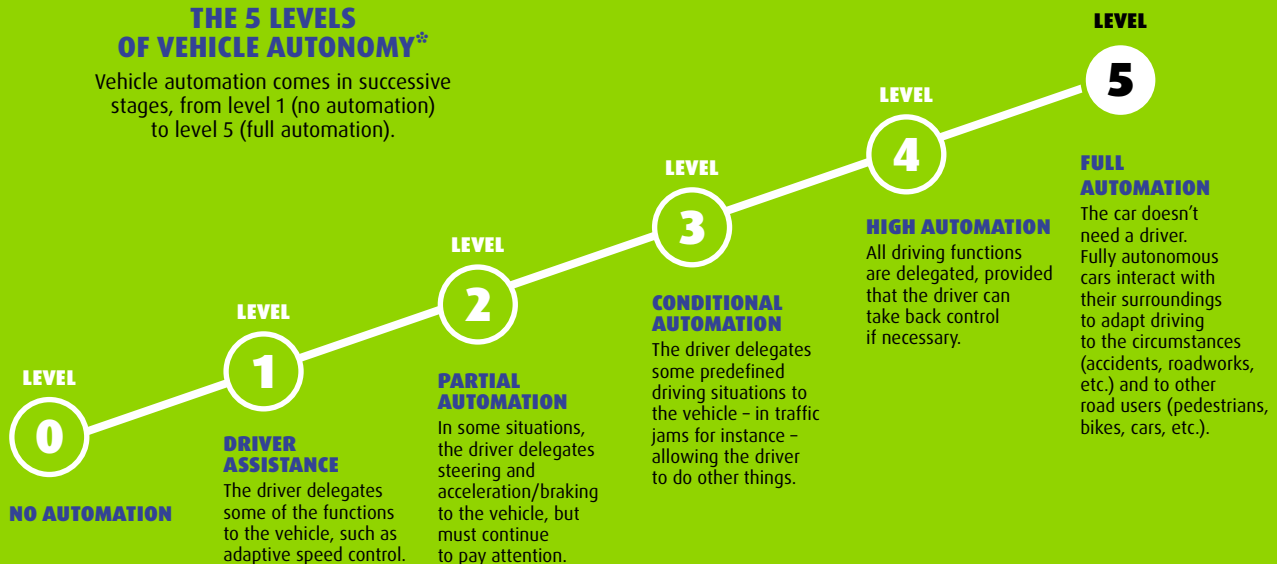 THE 5 LEVELS
OF VEHICLE AUTONOMY*
Vehicle automation comes in successive
stages, from level 1 (no automation)
to level 5 (full automation).
LEVEL
0
NO AUTOMATION
LEVEL
1
DRIVER
ASSISTANCE
The driver delegates
some of the functions
to the vehicle, such as
adaptive speed control.
LEVEL
2
PARTIAL
AUTOMATION
In some situations,
the driver delegates
steering and
acceleration/braking
to the vehicle, but
must continue
to pay attention.
LEVEL
3
CONDITIONAL
AUTOMATION
The driver delegates
some predefined
driving situations to
the vehicle – in traffic
jams for instance –
allowing the driver
to do other things.
LEVEL
4
HIGH AUTOMATION
All driving functions
are delegated, provided
that the driver can
take back control
if necessary.
LEVEL
5
FULL
AUTOMATION
The car doesn’t
need a driver.
Fully autonomous
cars interact with
their surroundings
to adapt driving
to the circumstances
(accidents, roadworks,
etc.) and to other
road users (pedestrians,
bikes, cars, etc.).